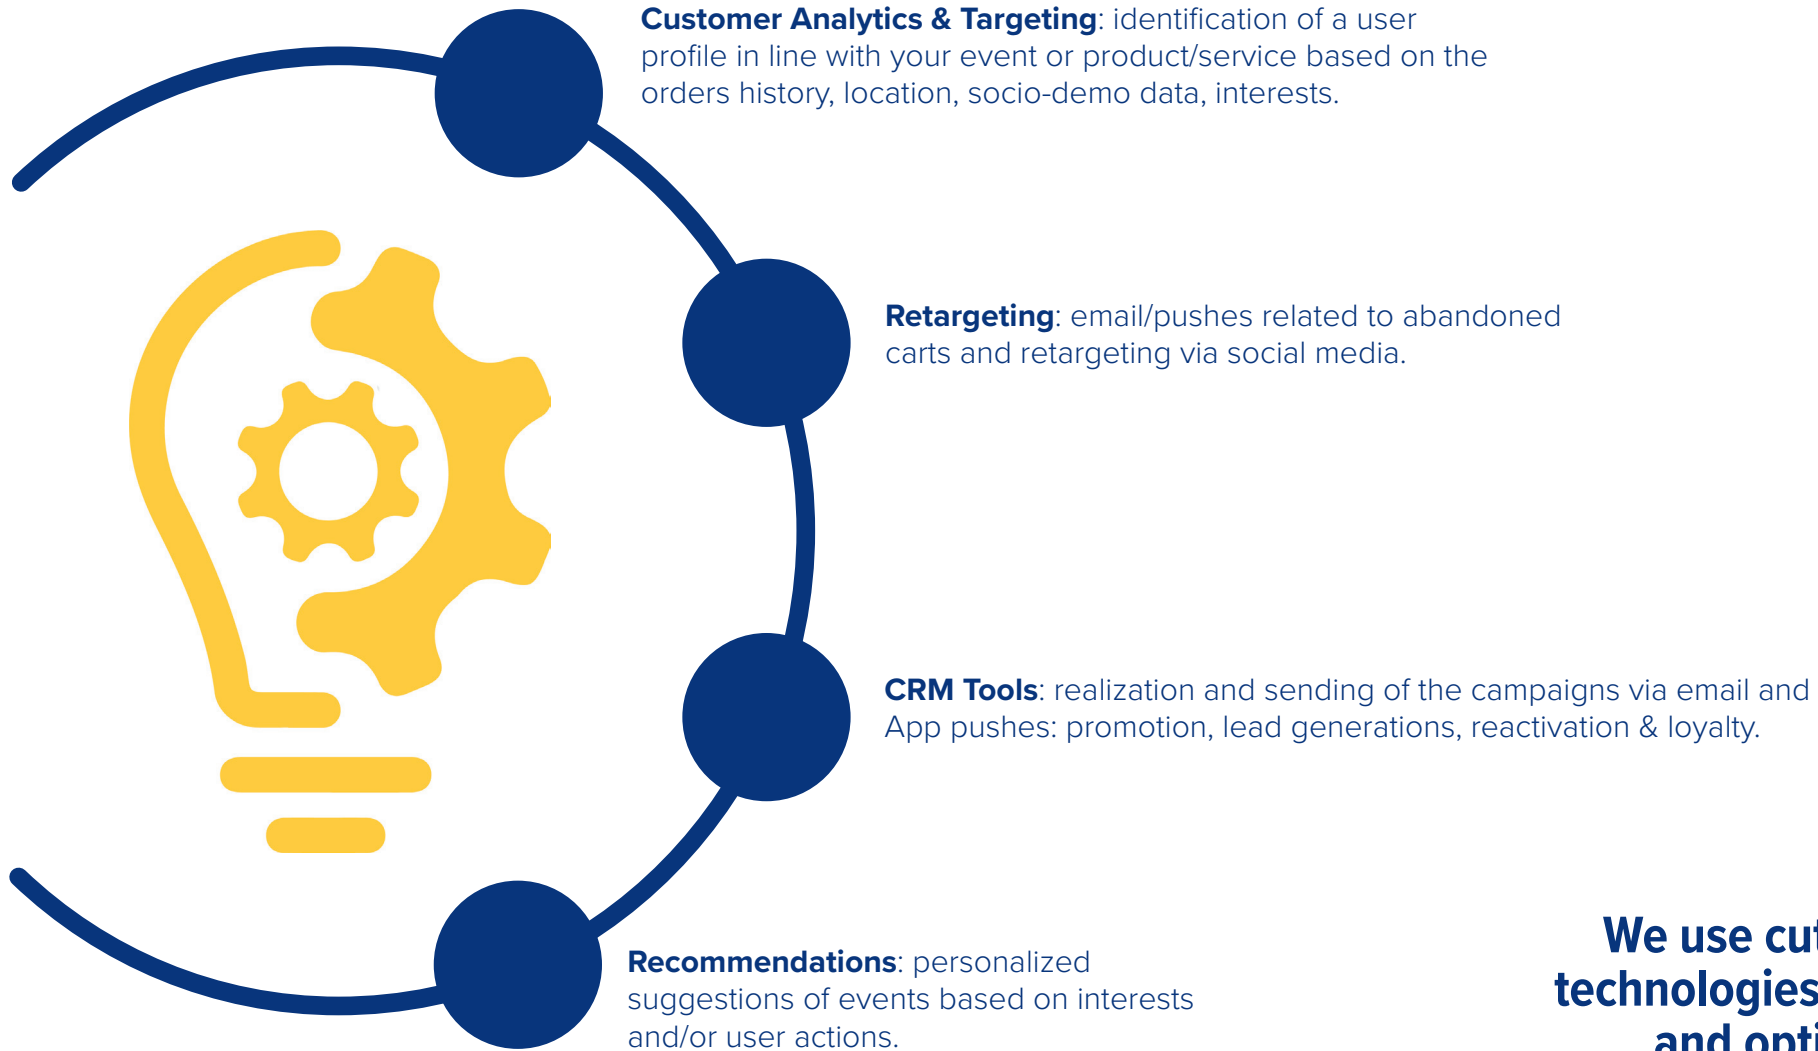 Customer Analytics & Targeting: identification of a user
profile in line with your event or product/service based on the
orders history, location, socio-demo data, interests.
Retargeting: email/pushes related to abandoned
carts and retargeting via social media.
CRM Tools: realization and sending of the campaigns via email and
App pushes: promotion, lead generations, reactivation & loyalty.
Recommendations: personalized
suggestions of events based on interests
and/or user actions.
We use
technologies
and